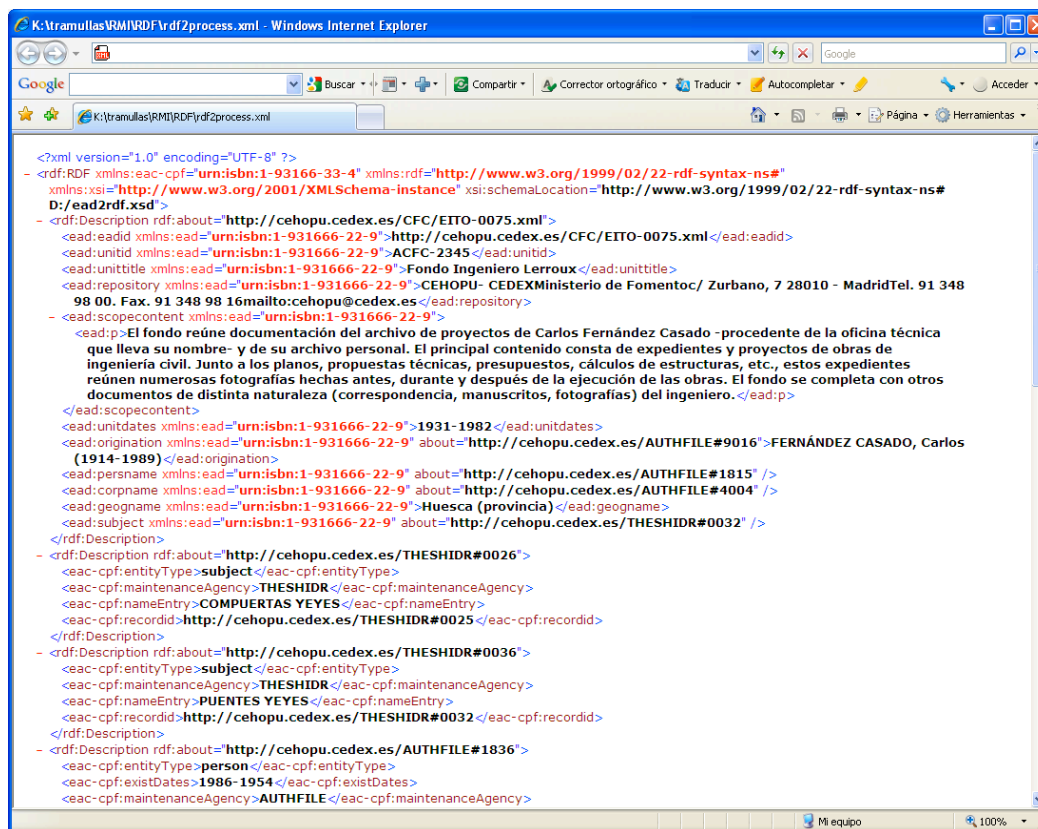 K:\tramullas\RMI\RDF\rdf2process.xml - Windows Internet Explorer
Google
Google Buscar Compartir Corrector ortográfico Traducir Autocompletar Acceder
K:\tramullas\RMI\RDF\rdf2process.xml Página Herramientas
<?xml version="1.0" encoding="UTF-8" ?>
- <rdf:RDF xmlns:eac-cpf="urn:isbn:1-93166-33-4" xmlns:rdf="http://www.w3.org/1999/02/22-rdf-syntax-ns#"
xmlns:xsi="http://www.w3.org/2001/XMLSchema-instance" xsi:schemaLocation="http://www.w3.org/1999/02/22-rdf-syntax-ns#
D:/ead2rdf.xsd">
- <rdf:Description rdf:about="http://cehopu.cedex.es/CFC/EITO-0075.xml">
<ead:eadid xmlns:ead="urn:isbn:1-931666-22-9">http://cehopu.cedex.es/CFC/EITO-0075.xml</ead:eadid>
<ead:unitid xmlns:ead="urn:isbn:1-931666-22-9">ACFC-2345</ead:unitid>
<ead:unittitle xmlns:ead="urn:isbn:1-931666-22-9">Fondo Ingeniero Lerroux</ead:unittitle>
<ead:repository xmlns:ead="urn:isbn:1-931666-22-9">CEHOPU- CEDEXMinisterio de Fomentoc/ Zurbano, 7 28010 - MadridTel. 91 348
98 00. Fax. 91 348 98 16mailto:cehopu@cedex.es</ead:repository>
- <ead:scopecontent xmlns:ead="urn:isbn:1-931666-22-9">
<ead:p>El fondo reúne documentación del archivo de proyectos de Carlos Fernández Casado -procedente de la oficina técnica
que lleva su nombre- y de su archivo personal. El principal contenido consta de expedientes y proyectos de obras de
ingeniería civil. Junto a los planos, propuestas técnicas, presupuestos, cálculos de estructuras, etc., estos expedientes
reúnen numerosas fotografías hechas antes, durante y después de la ejecución de las obras. El fondo se completa con otros
documentos de distinta naturaleza (correspondencia, manuscritos, fotografías) del ingeniero.</ead:p>
</ead:scopecontent>
<ead:unitdates xmlns:ead="urn:isbn:1-931666-22-9">1931-1982</ead:unitdates>
<ead:origination xmlns:ead="urn:isbn:1-931666-22-9" about="http://cehopu.cedex.es/AUTHFILE#9016">FERNÁNDEZ CASADO, Carlos
(1914-1989)</ead:origination>
<ead:persname xmlns:ead="urn:isbn:1-931666-22-9" about="http://cehopu.cedex.es/AUTHFILE#1815" />
<ead:corpname xmlns:ead="urn:isbn:1-931666-22-9" about="http://cehopu.cedex.es/AUTHFILE#4004" />
<ead:geogname xmlns:ead="urn:isbn:1-931666-22-9">Huesca (provincia)</ead:geogname>
<ead:subject xmlns:ead="urn:isbn:1-931666-22-9" about="http://cehopu.cedex.es/THESHIDR#0032" />
</rdf:Description>
- <rdf:Description rdf:about="http://cehopu.cedex.es/THESHIDR#0026">
<eac-cpf:entityType>subject</eac-cpf:entityType>
<eac-cpf:maintenanceAgency>THESHIDR</eac-cpf:maintenanceAgency>
<eac-cpf:nameEntry>COMPUERTAS YEYES</eac-cpf:nameEntry>
<eac-cpf:recordid>http://cehopu.cedex.es/THESHIDR#0025</eac-cpf:recordid>
</rdf:Description>
- <rdf:Description rdf:about="http://cehopu.cedex.es/THESHIDR#0036">
<eac-cpf:entityType>subject</eac-cpf:entityType>
<eac-cpf:maintenanceAgency>THESHIDR</eac-cpf:maintenanceAgency>
<eac-cpf:nameEntry>PUENTES YEYES</eac-cpf:nameEntry>
<eac-cpf:recordid>http://cehopu.cedex.es/THESHIDR#0032</eac-cpf:recordid>
</rdf:Description>
- <rdf:Description rdf:about="http://cehopu.cedex.es/AUTHFILE#1836">
<eac-cpf:entityType>person</eac-cpf:entityType>
<eac-cpf:existDates>1986-1954</eac-cpf:existDates>
<eac-cpf:maintenanceAgency>AUTHFILE</eac-cpf:maintenanceAgency>
Mi equipo 100%